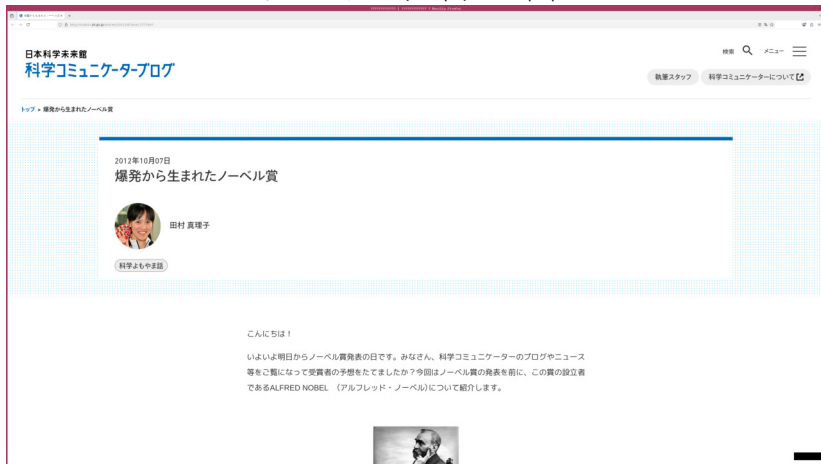 日本科学未来館
科学コミュニケーターブログ
検索
メニュー
執筆スタッフ
科学コミュニケーターについて
トップ > 爆発から生まれたノーベル賞
2012年10月07日
爆発から生まれたノーベル賞
田村 真理子
科学よもやま話
こんにちは！
いよいよ明日からノーベル賞発表の日です。みなさん、科学コミュニケーターのブログやニュース
等をご覧になって受賞者の予想をたてましたか？今回はノーベル賞の発表を前に、この賞の設立者
であるALFRED NOBEL （アルフレッド・ノーベル)について紹介します。